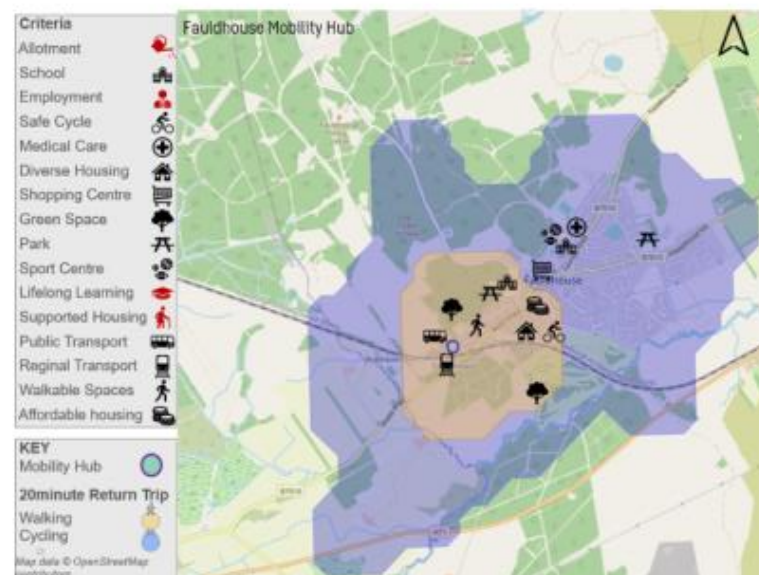 Criteria
Allotment
School
Employment
Safe Cycle
Medical Care
Diverse Housing
Shopping Centre
Green Space
Park
Sport Centre
Lifelong Learning
Supported Housing
Public Transport
Reginal Transport
Walkable Spaces
Affordable housing
KEY
Mobility Hub
20minute Return Trip
Walking
Cycling
Map data © OpenStreetMap
contributors
Fauldhouse Mobility Hub